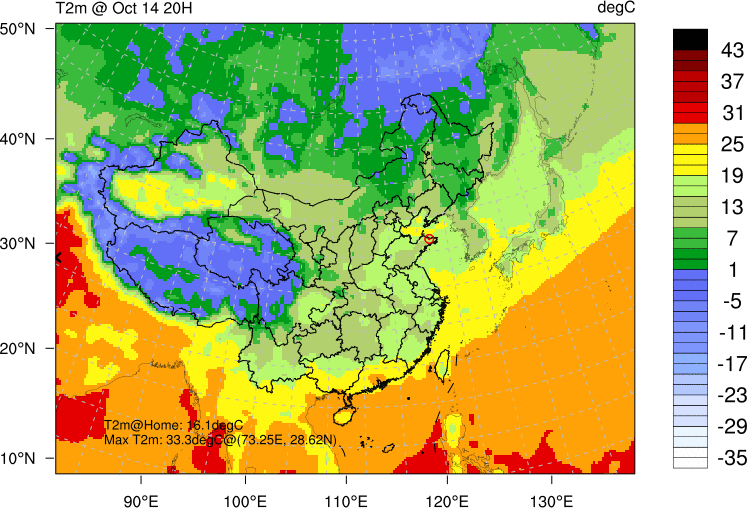 T2m @ Oct 14 20H
degC
50°N
40°N
30°N
20°N
10°N
90°E
100°E
110°E
120°E
130°E
T2m@Home: 16.1degC
Max T2m: 33.3degC@(73.25E, 28.62N)
43
37
31
25
19
13
7
1
-5
-11
-17
-23
-29
-35